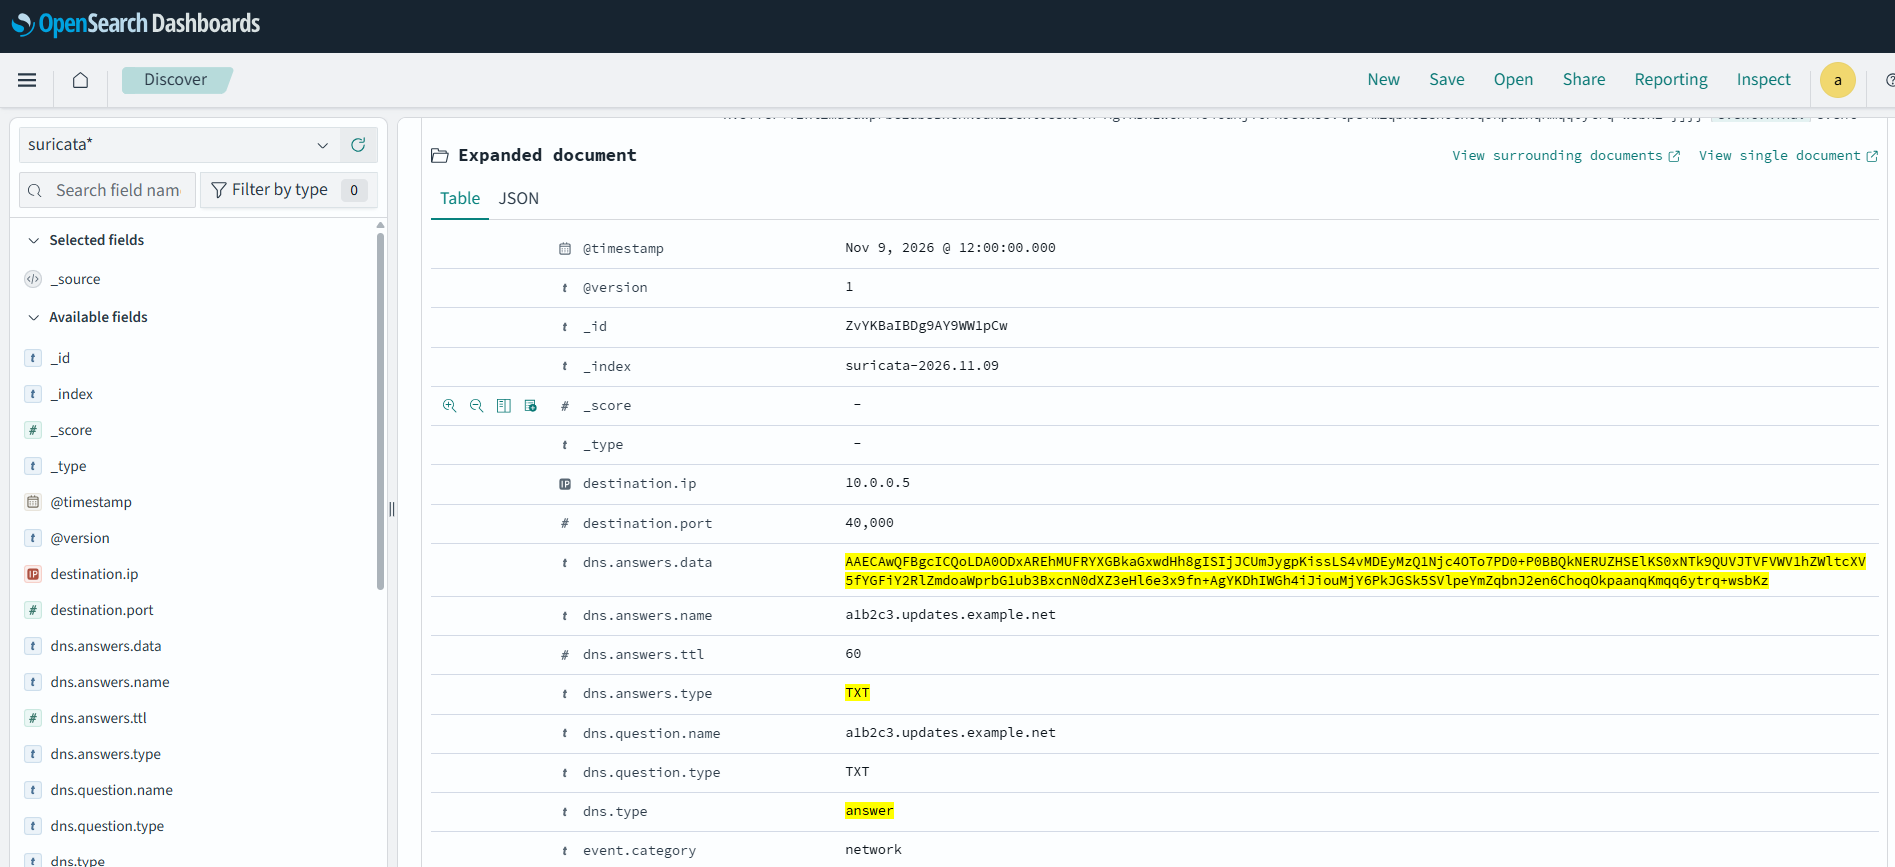 OpenSearch Dashboards
Discover
New Save Open Share Reporting Inspect a
suricata*
Search field nam
Filter by type 0
Selected fields
_source
Available fields
_id
_index
_score
_type
@timestamp
@version
destination.ip
destination.port
dns.answers.data
dns.answers.name
dns.answers.ttl
dns.answers.type
dns.question.name
dns.question.type
dns.type
Expanded document
View surrounding documents View single document
Table JSON
@timestamp Nov 9, 2026 @ 12:00:00.000
@version 1
_id ZvYKBaIBDg9AY9WW1pCw
_index suricata-2026.11.09
_score -
_type -
destination.ip 10.0.0.5
destination.port 40,000
dns.answers.data AAECAwQFBgcICQoLDA0ODxAREhMUFRYXGBkaGxwdHh8gISIjJCUmJygpKissLS4vMDEyMzQ1Njc4OTo7PD0+P0BBQkNERUZHSElKS0xNTk9QUVJTVFVWV1hZWltcXV
5fYGFiY2RlZmdoaWprbG1ub3BxcnN0dXZ3eHl6e3x9fn+AgYKDhIWGh4iJiouMjY6PkJGSk5SVlpeYmZqbnJ2en6ChoqOkpaanqKmqq6ytrq+wsbKz
dns.answers.name a1b2c3.updates.example.net
dns.answers.ttl 60
dns.answers.type TXT
dns.question.name a1b2c3.updates.example.net
dns.question.type TXT
dns.type answer
event.category network